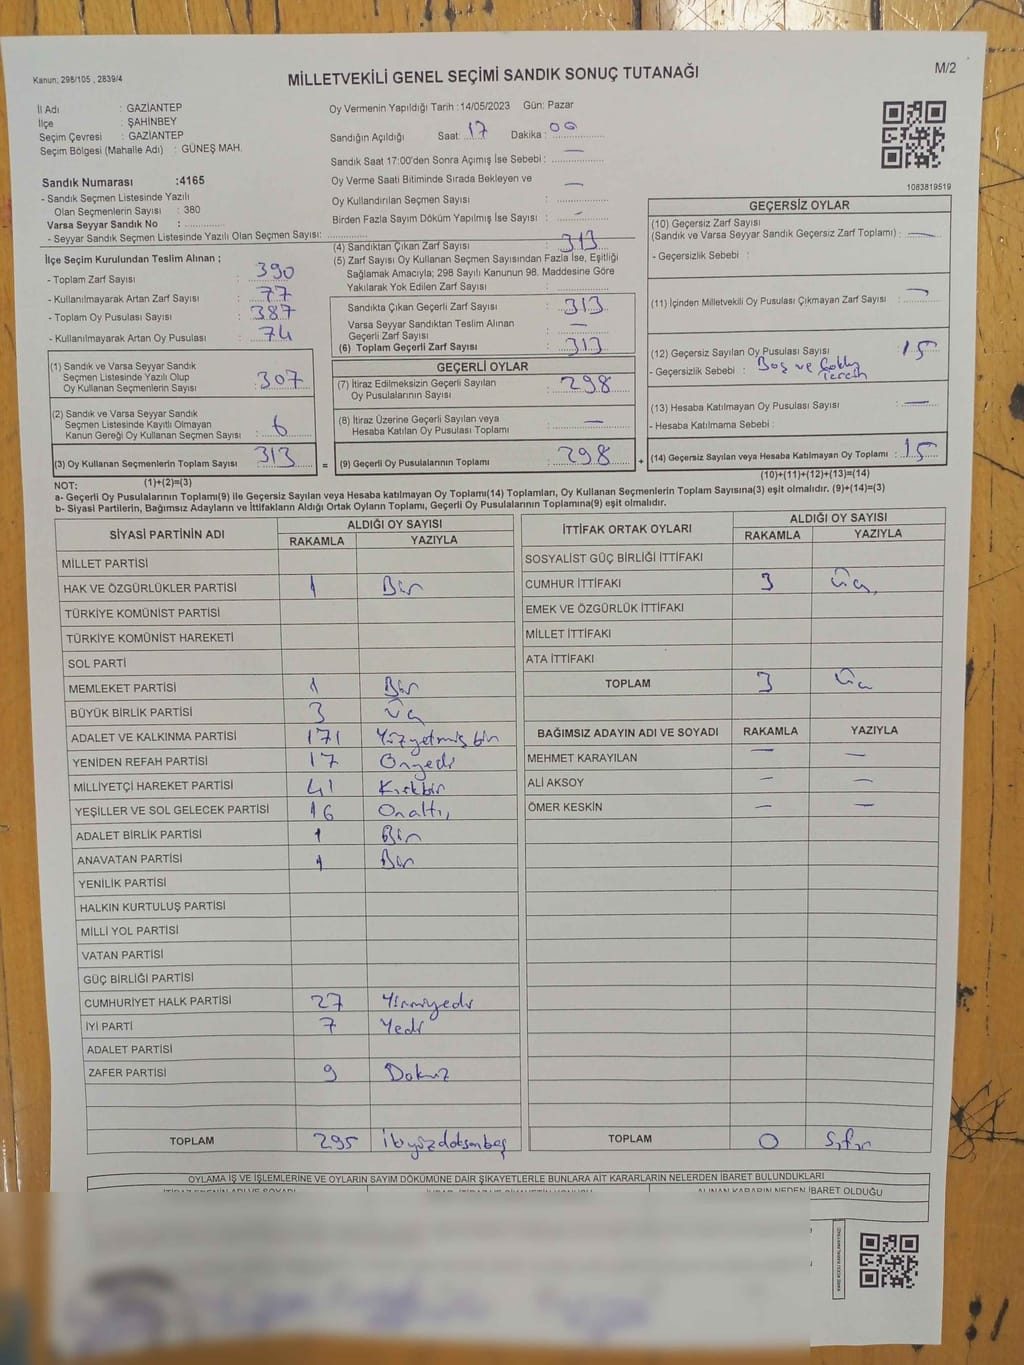 Kanun: 298/105 , 2839/4
MİLLETVEKİLİ GENEL SEÇİMİ SANDIK SONUÇ TUTANAĞI
M/2
İl Adı : GAZİANTEP
İlçe : ŞAHİNBEY
Seçim Çevresi : GAZİANTEP
Seçim Bölgesi (Mahalle Adı) : GÜNEŞ MAH.
Oy Vermenin Yapıldığı Tarih :14/05/2023 Gün: Pazar
Sandığın Açıldığı Saat: 17 Dakika : 00
Sandık Saat 17:00'den Sonra Açımış İse Sebebi : —
Oy Verme Saati Bitiminde Sırada Bekleyen ve
Oy Kullandırılan Seçmen Sayısı : —
Birden Fazla Sayım Döküm Yapılmış İse Sayısı : -
1083819519
Sandık Numarası :4165
- Sandık Seçmen Listesinde Yazılı
Olan Seçmenlerin Sayısı : 380
Varsa Seyyar Sandık No :
- Seyyar Sandık Seçmen Listesinde Yazılı Olan Seçmen Sayısı:
İlçe Seçim Kurulundan Teslim Alınan ;
- Toplam Zarf Sayısı : 390
- Kullanılmayarak Artan Zarf Sayısı : 77
- Toplam Oy Pusulası Sayısı : 387
- Kullanılmayarak Artan Oy Pusulası : 74
(1) Sandık ve Varsa Seyyar Sandık
Seçmen Listesinde Yazılı Olup
Oy Kullanan Seçmenlerin Sayısı : 307
(2) Sandık ve Varsa Seyyar Sandık
Seçmen Listesinde Kayıtlı Olmayan
Kanun Gereği Oy Kullanan Seçmen Sayısı : 6
(3) Oy Kullanan Seçmenlerin Toplam Sayısı 313
(1)+(2)=(3)
(4) Sandıktan Çıkan Zarf Sayısı : 313
(5) Zarf Sayısı Oy Kullanan Seçmen Sayısından Fazla İse, Eşitliği
Sağlamak Amacıyla; 298 Sayılı Kanunun 98. Maddesine Göre
Yakılarak Yok Edilen Zarf Sayısı :
Sandıkta Çıkan Geçerli Zarf Sayısı : 313
Varsa Seyyar Sandıktan Teslim Alınan
Geçerli Zarf Sayısı : —
(6) Toplam Geçerli Zarf Sayısı : 313
GEÇERLİ OYLAR
(7) İtiraz Edilmeksizin Geçerli Sayılan
Oy Pusulasının Sayısı : 298
(8) İtiraz Üzerine Geçerli Sayılan veya
Hesaba Katılan Oy Pusulası Toplamı : —
= (9) Geçerli Oy Pusulalarının Toplamı : 298 +
GEÇERSİZ OYLAR
(10) Geçersiz Zarf Sayısı
(Sandık ve Varsa Seyyar Sandık Geçersiz Zarf Toplamı) : —
- Geçersizlik Sebebi :
(11) İçinden Milletvekili Oy Pusulası Çıkmayan Zarf Sayısı : —
(12) Geçersiz Sayılan Oy Pusulası Sayısı : 15
- Geçersizlik Sebebi : Boş ve Çoklu
Tercih
(13) Hesaba Katılmayan Oy Pusulası Sayısı : —
- Hesaba Katılmama Sebebi :
(14) Geçersiz Sayılan veya Hesaba Katılmayan Oy Toplamı : 15
(10)+(11)+(12)+(13)=(14)
NOT:
a- Geçerli Oy Pusulalarının Toplamı(9) ile Geçersiz Sayılan veya Hesaba katılmayan Oy Toplamı(14) Toplamları, Oy Kullanan Seçmenlerin Toplam Sayısına(3) eşit olmalıdır. (9)+(14)=(3)
b- Siyasi Partilerin, Bağımsız Adayların ve İttifakların Aldığı Ortak Oyların Toplamı, Geçerli Oy Pusulalarının Toplamına(9) eşit olmalıdır.
SİYASİ PARTİNİN ADI ALDIĞI OY SAYISI
RAKAMLA YAZIYLA
MİLLET PARTİSİ
HAK VE ÖZGÜRLÜKLER PARTİSİ 1 Bir
TÜRKİYE KOMÜNİST PARTİSİ
TÜRKİYE KOMÜNİST HAREKETİ
SOL PARTİ
MEMLEKET PARTİSİ 1 Bir
BÜYÜK BİRLİK PARTİSİ 3 Üç
ADALET VE KALKINMA PARTİSİ 171 Yüzyetmiş bir
YENİDEN REFAH PARTİSİ 17 Onyedi
MİLLİYETÇİ HAREKET PARTİSİ 41 Kırkbir
YEŞİLLER VE SOL GELECEK PARTİSİ 16 Onaltı
ADALET BİRLİK PARTİSİ 1 Bir
ANAVATAN PARTİSİ 1 Bir
YENİLİK PARTİSİ
HALKIN KURTULUŞ PARTİSİ
MİLLİ YOL PARTİSİ
VATAN PARTİSİ
GÜÇ BİRLİĞİ PARTİSİ
CUMHURİYET HALK PARTİSİ 27 Yirmiyedi
İYİ PARTİ 7 Yedi
ADALET PARTİSİ
ZAFER PARTİSİ 9 Dokuz
TOPLAM 295 ikiyüzdoksanbeş
İTTİFAK ORTAK OYLARI ALDIĞI OY SAYISI
RAKAMLA YAZIYLA
SOSYALİST GÜÇ BİRLİĞİ İTTİFAKI
CUMHUR İTTİFAKI 3 Üç
EMEK VE ÖZGÜRLÜK İTTİFAKI
MİLLET İTTİFAKI
ATA İTTİFAKI
TOPLAM 3 Üç
BAĞIMSIZ ADAYIN ADI VE SOYADI RAKAMLA YAZIYLA
MEHMET KARAYILAN — —
ALİ AKSOY — —
ÖMER KESKİN — —
TOPLAM 0 Sıfır
OYLAMA İŞ VE İŞLEMLERİNE VE OYLARIN SAYIM DÖKÜMÜNE DAİR ŞİKAYETLERLE BUNLARA AİT KARARLARIN NELERDEN İBARET BULUNDUKLARI
ALINAN KARARIN NEDEN İBARET OLDUĞU